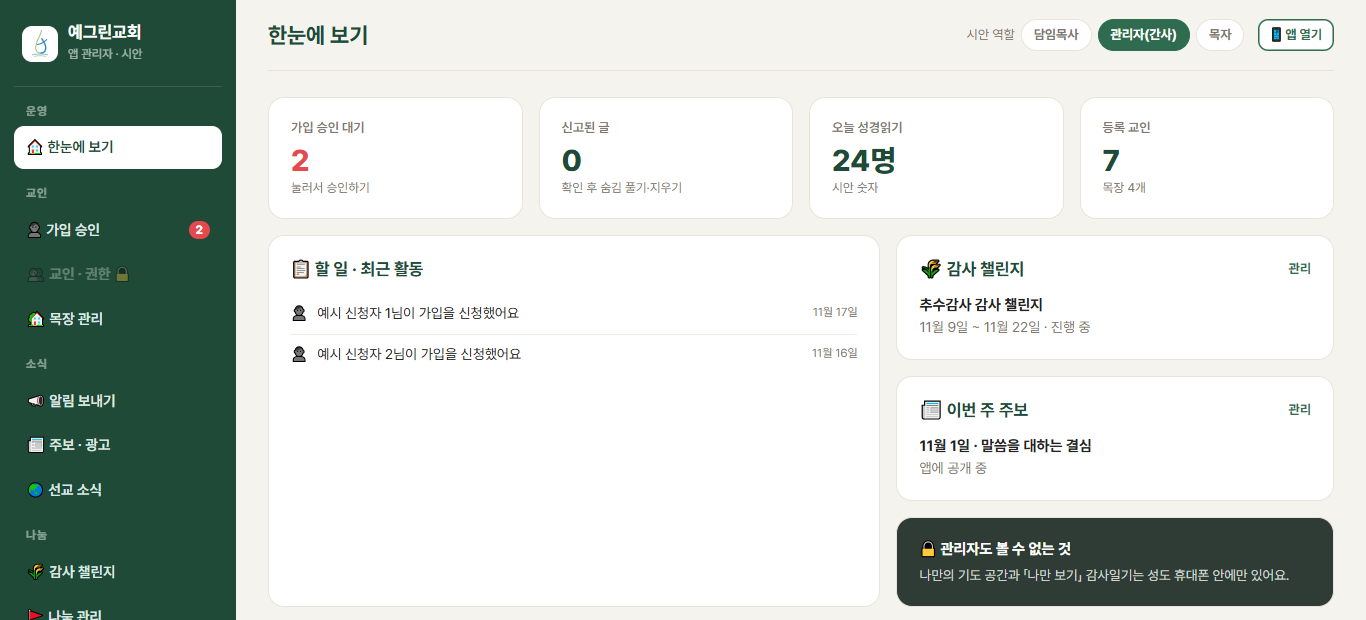 예그린교회
앱 관리자 · 시안
운영
한눈에 보기
교인
가입 승인
2
교인 · 권한
목장 관리
소식
알림 보내기
주보 · 광고
선교 소식
나눔
감사 챌린지
나눔 관리
한눈에 보기
시안 역할
담임목사
관리자(간사)
목자
앱 열기
가입 승인 대기
2
눌러서 승인하기
신고된 글
0
확인 후 숨김 풀기·지우기
오늘 성경읽기
24명
시안 숫자
등록 교인
7
목장 4개
할 일 · 최근 활동
예시 신청자 1님이 가입을 신청했어요
11월 17일
예시 신청자 2님이 가입을 신청했어요
11월 16일
감사 챌린지
관리
추수감사 감사 챌린지
11월 9일 ~ 11월 22일 · 진행 중
이번 주 주보
관리
11월 1일 · 말씀을 대하는 결심
앱에 공개 중
관리자도 볼 수 없는 것
나만의 기도 공간과 「나만 보기」 감사일기는 성도 휴대폰 안에만 있어요.